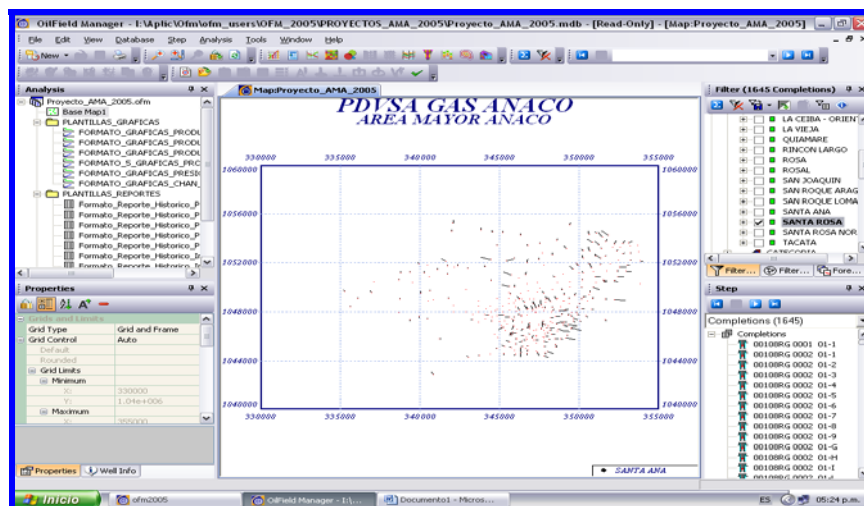 OilField Manager - I:\Aplic\Ofm\ofm_users\OFM_2005\PROYECTOS_AMA_2005\Proyecto_AMA_2005.mdb - [Read-Only] - [Map:Proyecto_AMA_2005]
File Edit View Database Step Analysis Tools Window Help
New
Analysis
Proyecto_AMA_2005.ofm
Base Map1
PLANTILLAS_GRAFICAS
FORMATO_GRAFICAS_PRODU
FORMATO_GRAFICAS_PRODU
FORMATO_GRAFICAS_PRODU
FORMATO_5_GRAFICAS_PRO
FORMATO_GRAFICAS_PRESI
FORMATO_GRAFICAS_CHAN_
PLANTILLAS_REPORTES
Formato_Reporte_Historico_P
Formato_Reporte_Historico_P
Formato_Reporte_Historico_P
Formato_Reporte_Historico_P
Formato_Reporte_Historico_P
Formato_Reporte_Historico_In
Properties
Grids and Limits
Grid Type Grid and Frame
Grid Control Auto
Default
Rounded
Grid Limits
Minimum
X: 330000
Y: 1.04e+006
Maximum
X: 355000
Properties Well Info
Map:Proyecto_AMA_2005
PDVSA GAS ANACO
AREA MAYOR ANACO
330000 335000 340000 345000 350000 355000
1060000 1060000
1056000 1056000
1052000 1052000
1048000 1048000
1044000 1044000
1040000 1040000
330000 335000 340000 345000 350000 355000
SANTA ANA
Filter (1645 Completions)
LA CEIBA - ORIENT
LA VIEJA
QUIAMARE
RINCON LARGO
ROSA
ROSAL
SAN JOAQUIN
SAN ROQUE ARAG
SAN ROQUE LOMA
SANTA ANA
SANTA ROSA
SANTA ROSA NOR
TACATA
CATEGORIA
Filter... Filter... Fore...
Step
Completions (1645)
Completions
00108RG 0001 01-1
00108RG 0002 01-1
00108RG 0002 01-2
00108RG 0002 01-3
00108RG 0002 01-4
00108RG 0002 01-5
00108RG 0002 01-6
00108RG 0002 01-7
00108RG 0002 01-8
00108RG 0002 01-9
00108RG 0002 01-G
00108RG 0002 01-H
00108RG 0002 01-I
Inicio ofm2005 OilField Manager - I:\... Documento1 - Micros... ES 05:24 p.m.